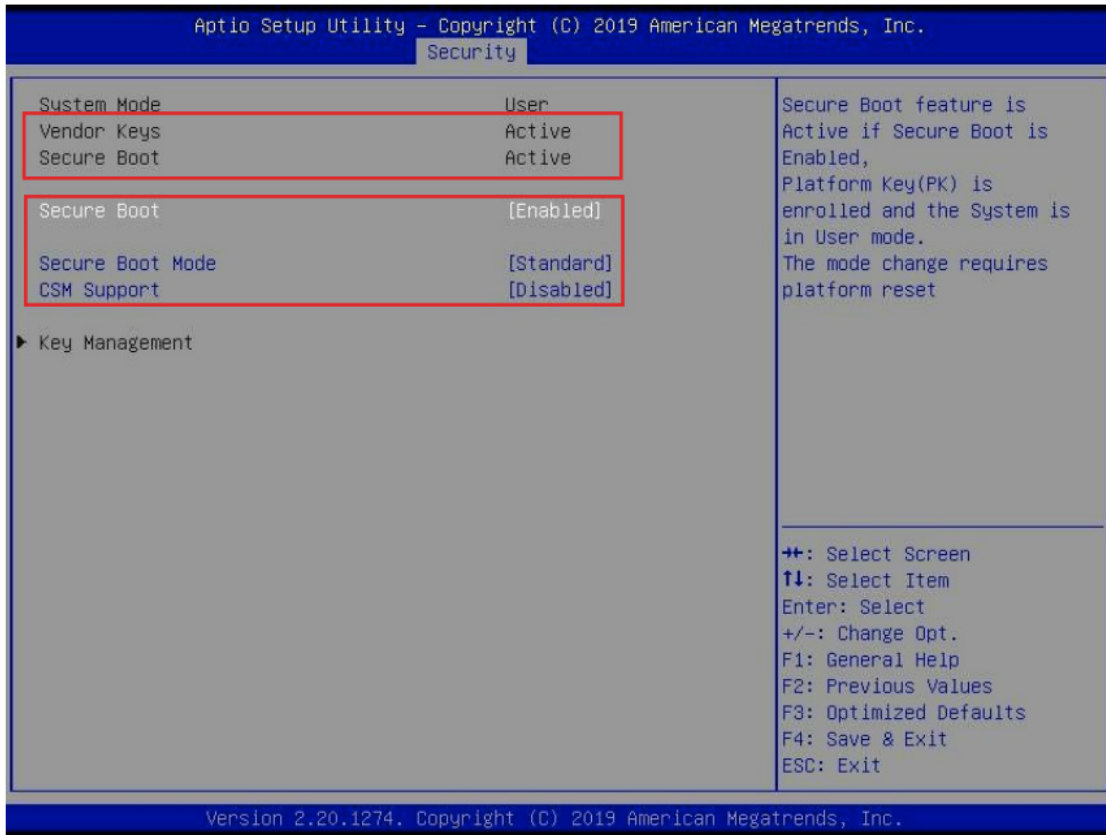 Aptio Setup Utility – Copyright (C) 2019 American Megatrends, Inc.
Security
System Mode User
Vendor Keys Active
Secure Boot Active
Secure Boot [Enabled]
Secure Boot Mode [Standard]
CSM Support [Disabled]
▶ Key Management
Secure Boot feature is
Active if Secure Boot is
Enabled,
Platform Key(PK) is
enrolled and the System is
in User mode.
The mode change requires
platform reset
→←: Select Screen
↑↓: Select Item
Enter: Select
+/-: Change Opt.
F1: General Help
F2: Previous Values
F3: Optimized Defaults
F4: Save & Exit
ESC: Exit
Version 2.20.1274. Copyright (C) 2019 American Megatrends, Inc.